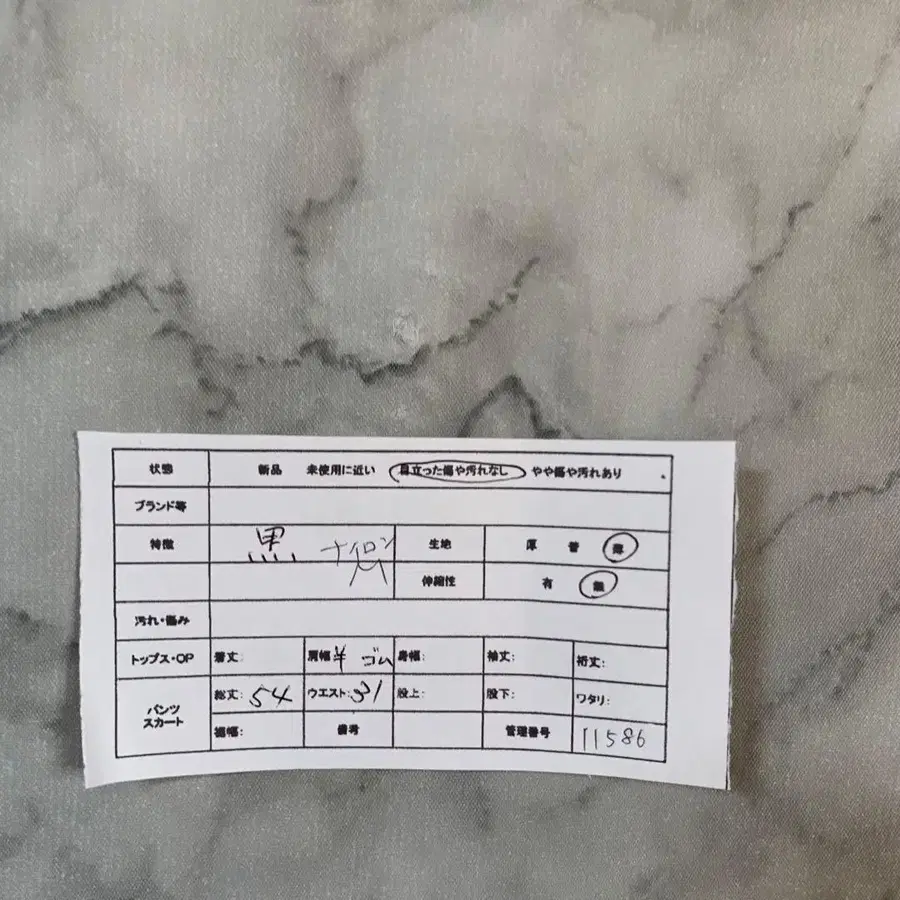 状態 新品 未使用に近い 目立った傷や汚れなし やや傷や汚れあり
ブランド等
特徴 黒 ナイロン 生地 厚 普 薄
伸縮性 有 無
汚れ・傷み
トップス・OP 着丈: 肩幅 半 ゴム 身幅: 袖丈: 裄丈:
パンツ スカート 総丈: 54 ウエスト: 31 股上: 股下: ワタリ:
裾幅: 備考 管理番号 11586